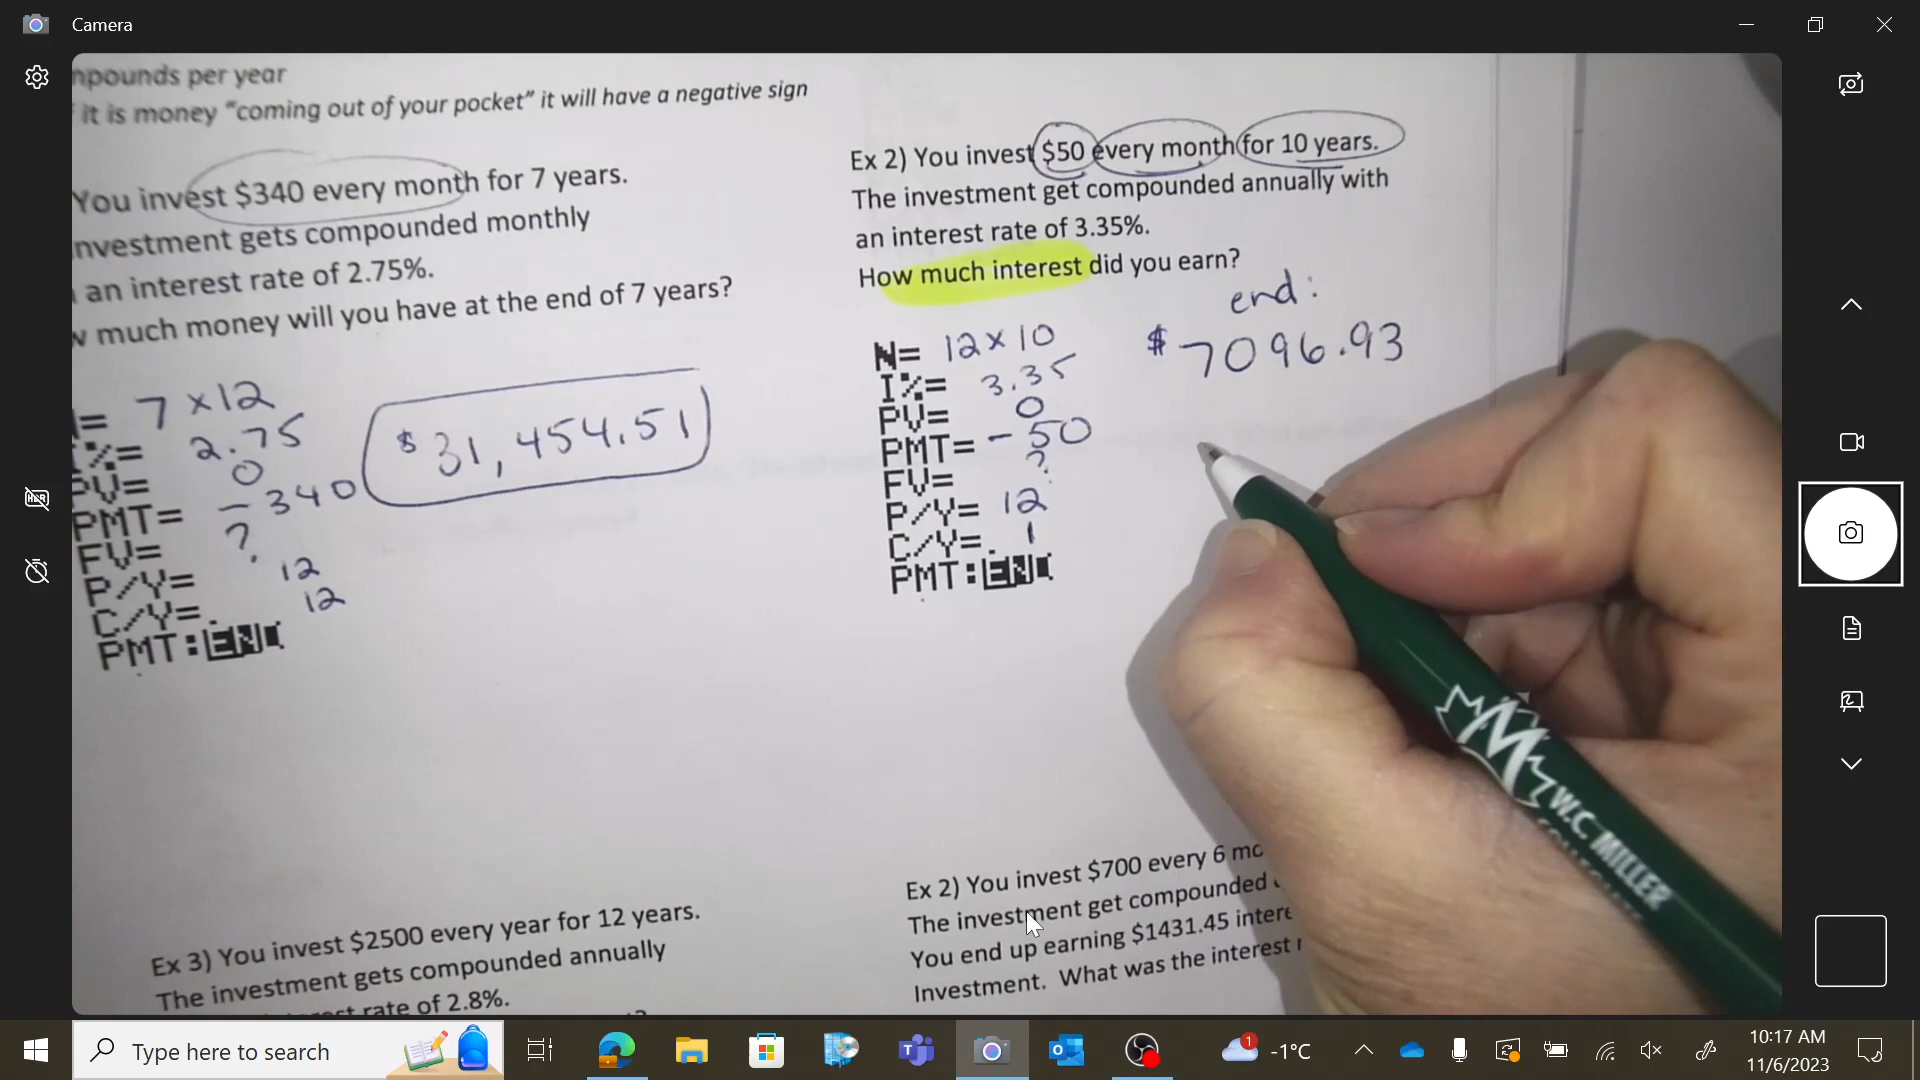 Camera
mpounds per year
it is money "coming out of your pocket" it will have a negative sign
You invest $340 every month for 7 years.
nvestment gets compounded monthly
an interest rate of 2.75%.
w much money will you have at the end of 7 years?
N= 7 x 12
I%= 2.75
PV= 0
PMT= -340
FV= ?
P/Y= 12
C/Y= 12
PMT:END
$31,454.51
Ex 2) You invest $50 every month for 10 years.
The investment get compounded annually with
an interest rate of 3.35%.
How much interest did you earn?
N= 12 x 10
I%= 3.35
PV= 0
PMT= -50
FV= ?
P/Y= 12
C/Y= 1
PMT:END
end:
$7096.93
Ex 3) You invest $2500 every year for 12 years.
The investment gets compounded annually
rate of 2.8%.
Ex 2) You invest $700 every 6 mo
The investment get compounded
You end up earning $1431.45 intere
Investment. What was the interest r
W.C. MILLER
Type here to search
1
-1°C
10:17 AM
11/6/2023